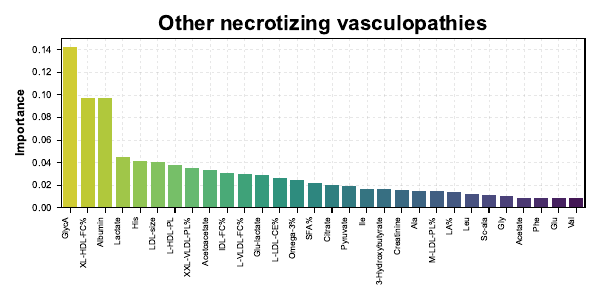 Other necrotizing vasculopathies
Importance
0.14
0.12
0.10
0.08
0.06
0.04
0.02
0.00
GlycA
XL-HDL-FC%
Albumin
Lactate
His
LDL-size
L-HDL-PL
XXL-VLDL-PL%
Acetoacetate
IDL-FC%
L-VLDL-FC%
Glu-lactate
L-LDL-CE%
Omega-3%
SFA%
Citrate
Pyruvate
Ile
3-Hydroxybutyrate
Creatinine
Ala
M-LDL-PL%
LA%
Leu
Sc-ala
Gly
Acetate
Phe
Glu
Val